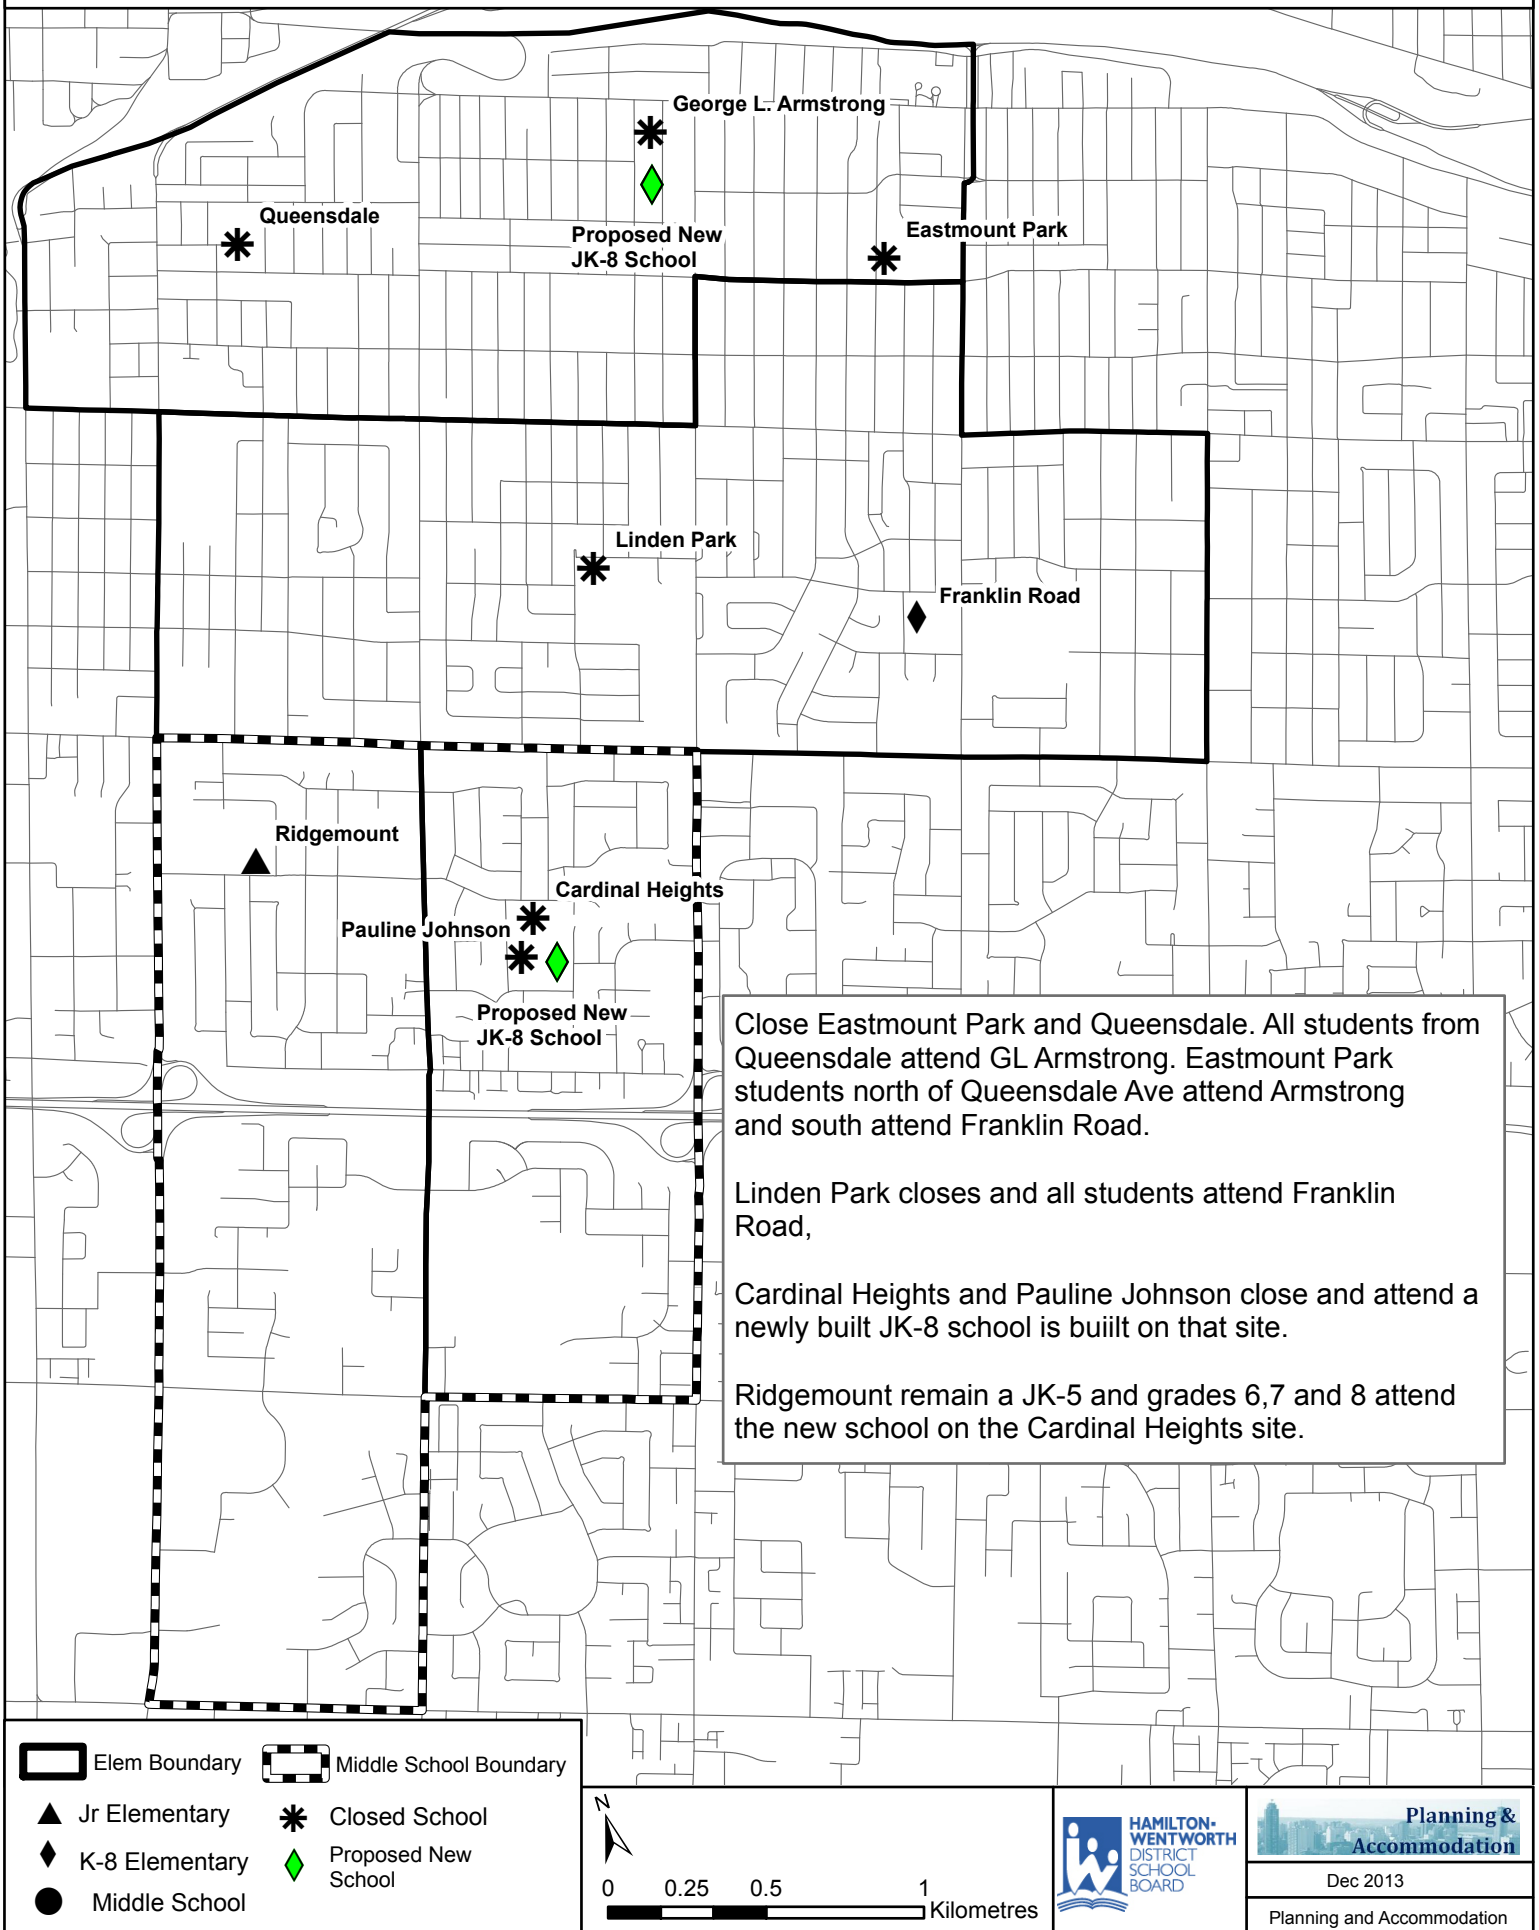 George L. Armstrong
Queensdale
Proposed New
JK-8 School
Eastmount Park
Linden Park
Franklin Road
Ridgemount
Cardinal Heights
Pauline Johnson
Proposed New
JK-8 School
Close Eastmount Park and Queensdale. All students from
Queensdale attend GL Armstrong. Eastmount Park
students north of Queensdale Ave attend Armstrong
and south attend Franklin Road.
Linden Park closes and all students attend Franklin
Road,
Cardinal Heights and Pauline Johnson close and attend a
newly built JK-8 school is buiilt on that site.
Ridgemount remain a JK-5 and grades 6,7 and 8 attend
the new school on the Cardinal Heights site.
Elem Boundary
Middle School Boundary
Jr Elementary
Closed School
K-8 Elementary
Proposed New
School
Middle School
N
0 0.25 0.5 1
Kilometres
HAMILTON-
WENTWORTH
DISTRICT
SCHOOL
BOARD
Planning &
Accommodation
Dec 2013
Planning and Accommodation